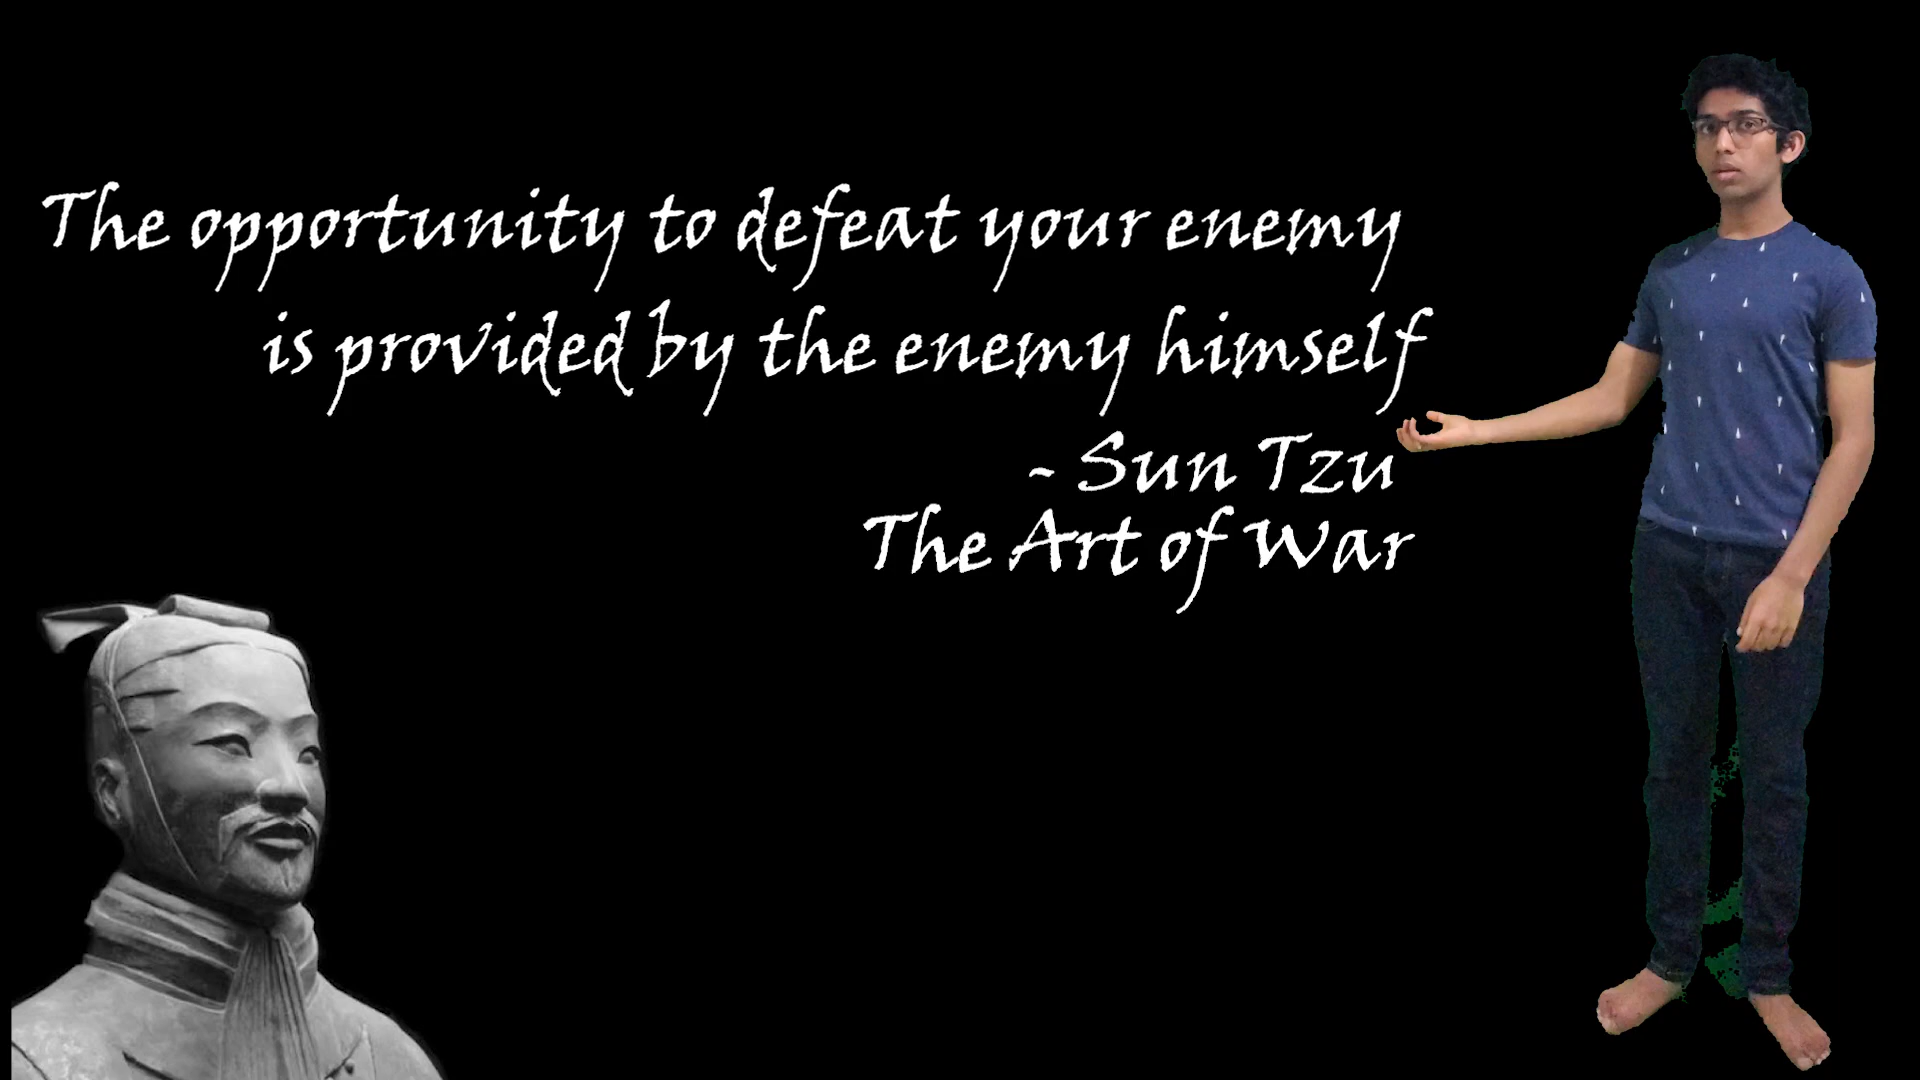 The opportunity to defeat your enemy
is provided by the enemy himself
- Sun Tzu
The Art of War